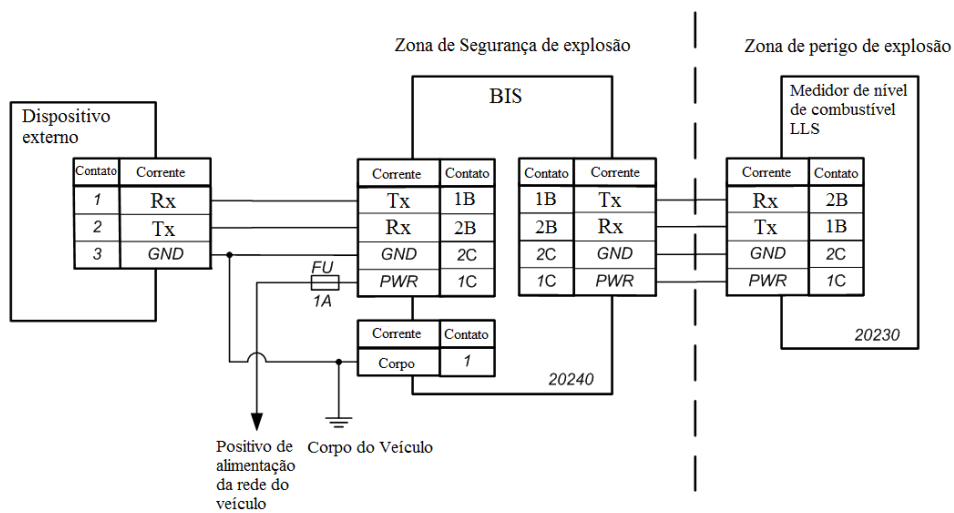 Zona de Segurança de explosão
Zona de perigo de explosão
Dispositivo
externo
Contato Corrente
1 Rx
2 Tx
3 GND
BIS
Corrente Contato
Tx 1B
Rx 2B
GND 2C
PWR 1C
FU
1A
Corrente Contato
Corpo 1
Contato Corrente
1B Tx
2B Rx
2C GND
1C PWR
20240
Medidor de nível
de combustível
LLS
Corrente Contato
Rx 2B
Tx 1B
GND 2C
PWR 1C
20230
Positivo de
alimentação
da rede do
veículo
Corpo do Veículo